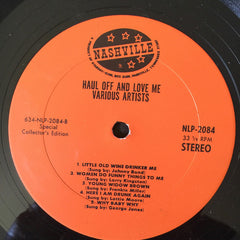 NASHVILLE
HAUL OFF AND LOVE ME
VARIOUS ARTISTS
634-NLP-2084-B
Special
Collector's Edition
NLP-2084
33 ⅓ RPM
STEREO
1. LITTLE OLD WINE DRINKER ME
(Sung by: Johnny Bond)
2. WOMEN DO FUNNY THINGS TO ME
(Sung by: Larry Kingston)
3. YOUNG WIDOW BROWN
(Sung by: Frankie Miller)
4. HERE I AM DRUNK AGAIN
(Sung by: Lattie Moore)
5. WHY BABY WHY
(Sung by: George Jones)